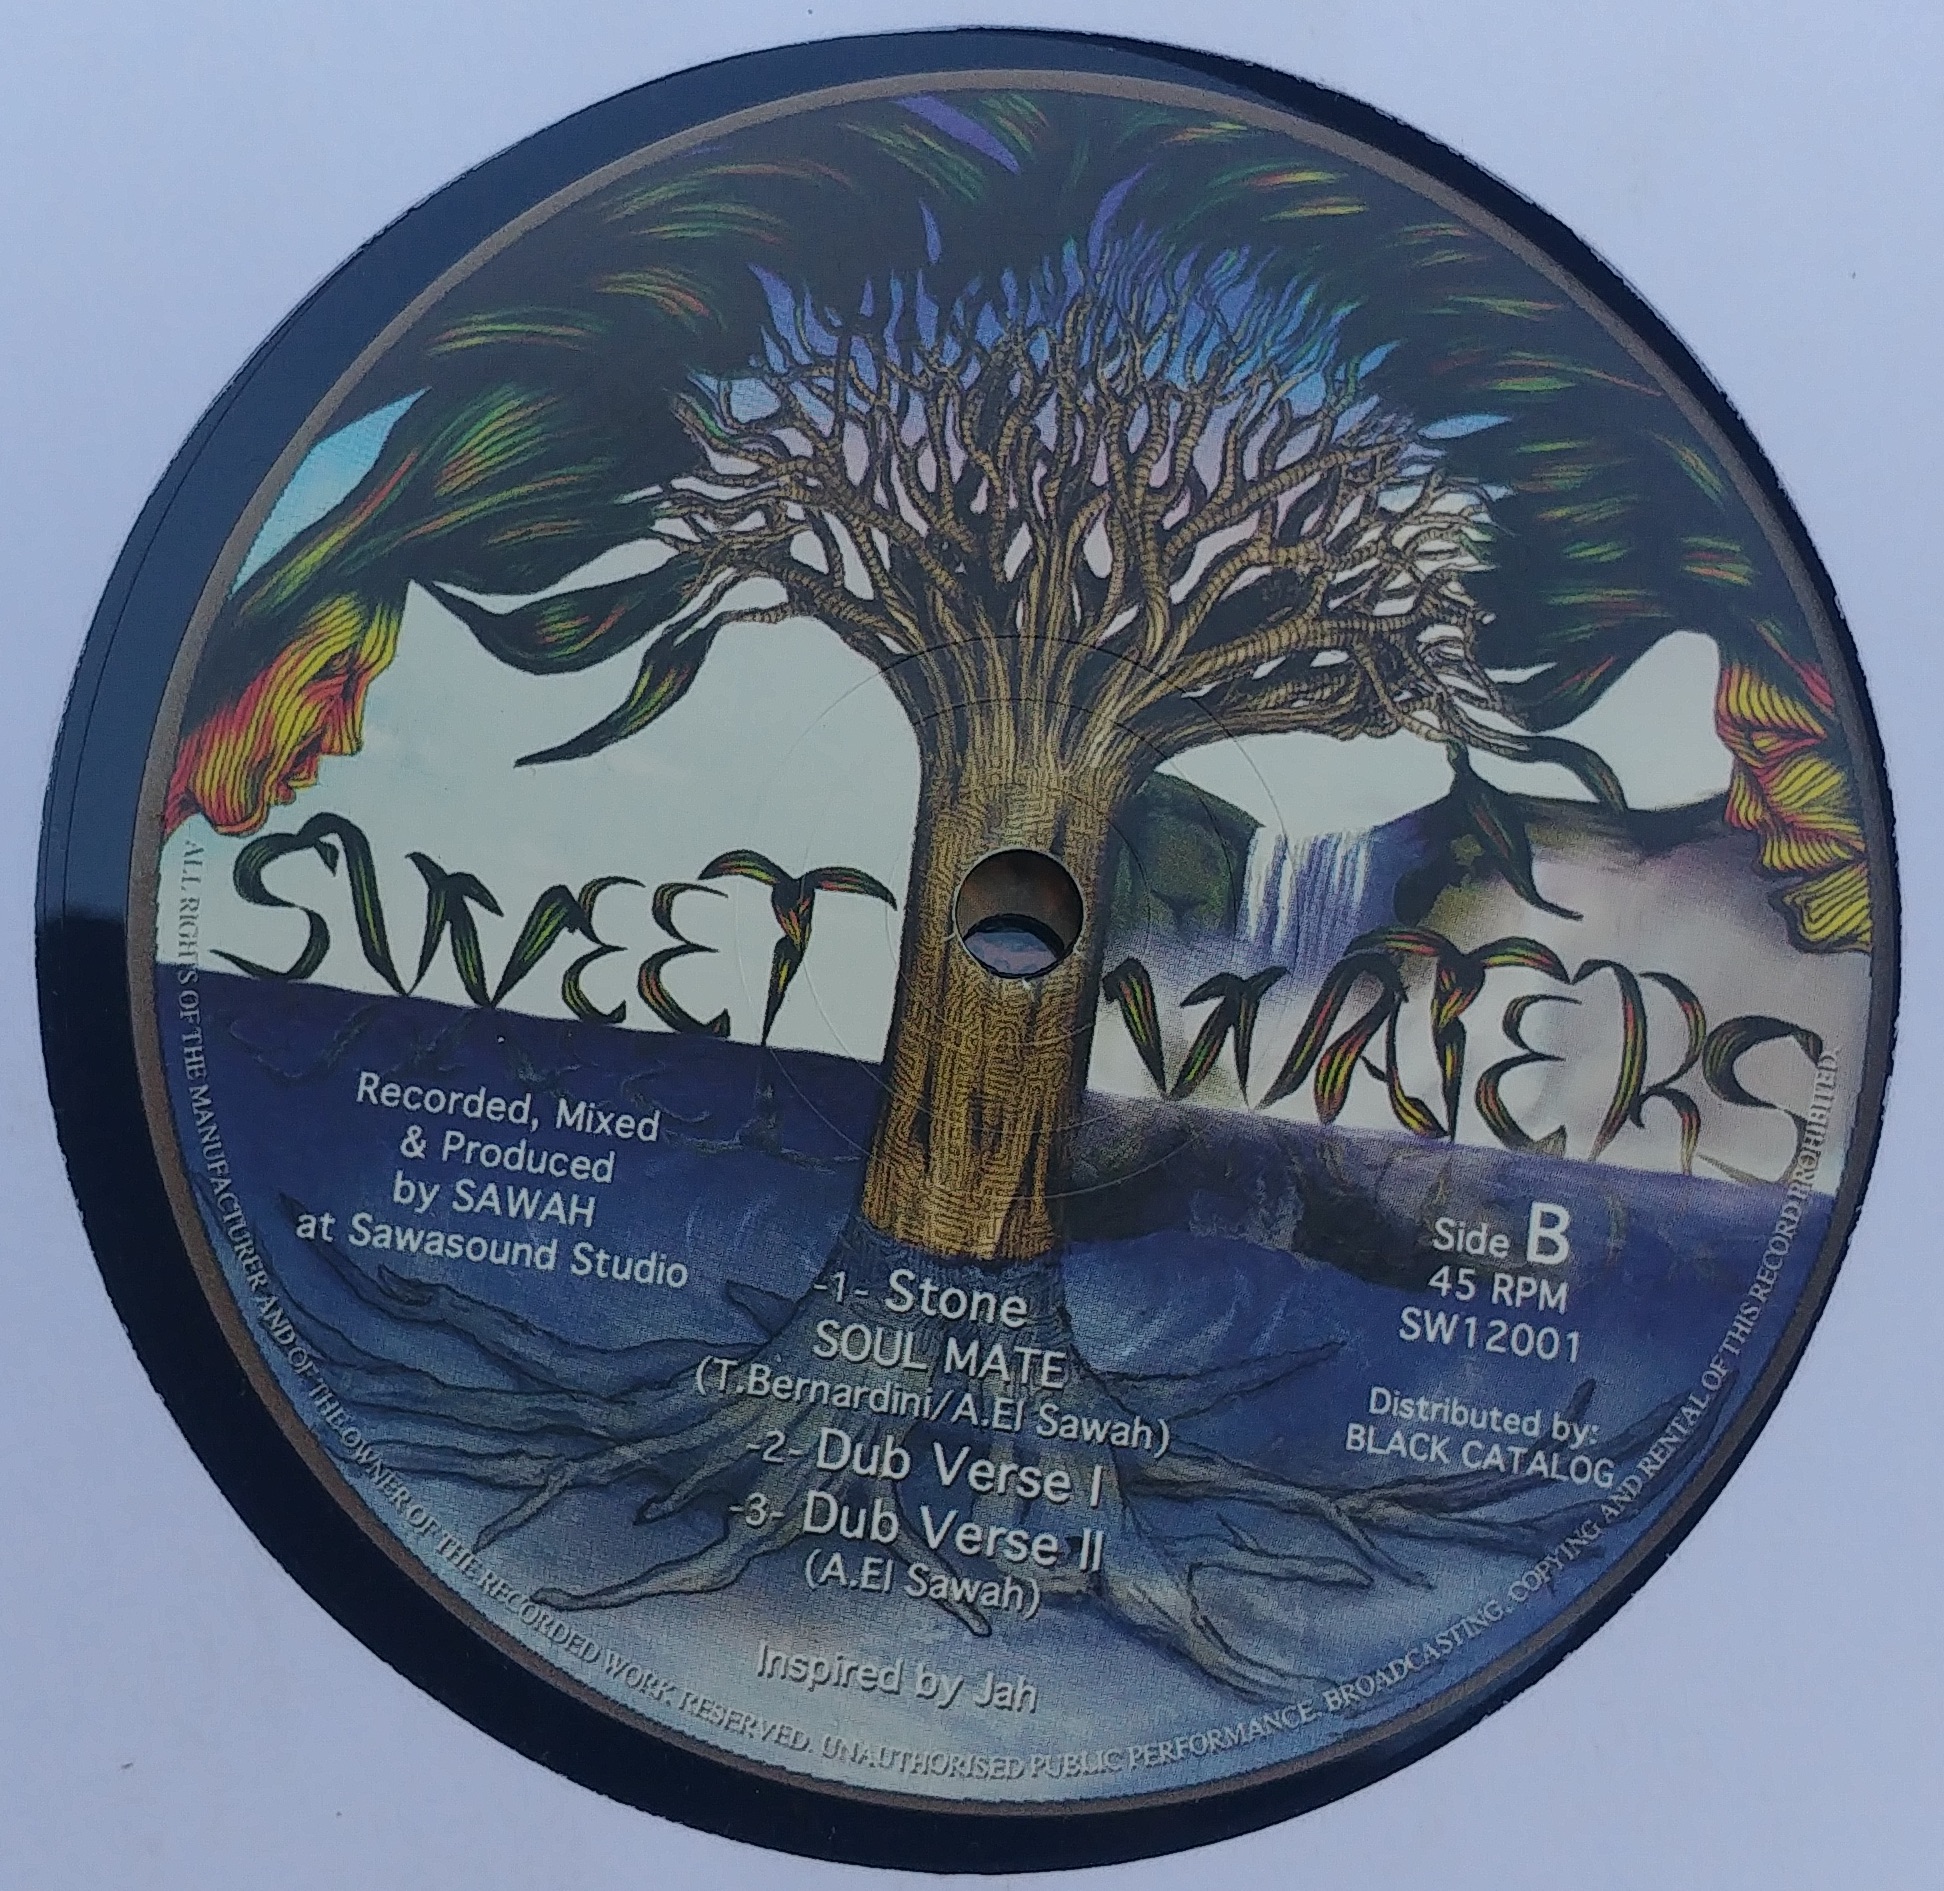 SWEET WATERS
Recorded, Mixed
& Produced
by SAWAH
at Sawasound Studio
-1- Stone
SOUL MATE
(T.Bernardini/A.El Sawah)
-2- Dub Verse I
-3- Dub Verse II
(A.El Sawah)
Inspired by Jah
Side B
45 RPM
SW12001
Distributed by:
BLACK CATALOG
ALL RIGHTS OF THE MANUFACTURER AND OF THE OWNER OF THE RECORDED WORK RESERVED. UNAUTHORISED PUBLIC PERFORMANCE, BROADCASTING, COPYING AND RENTAL OF THIS RECORD PROHIBITED.